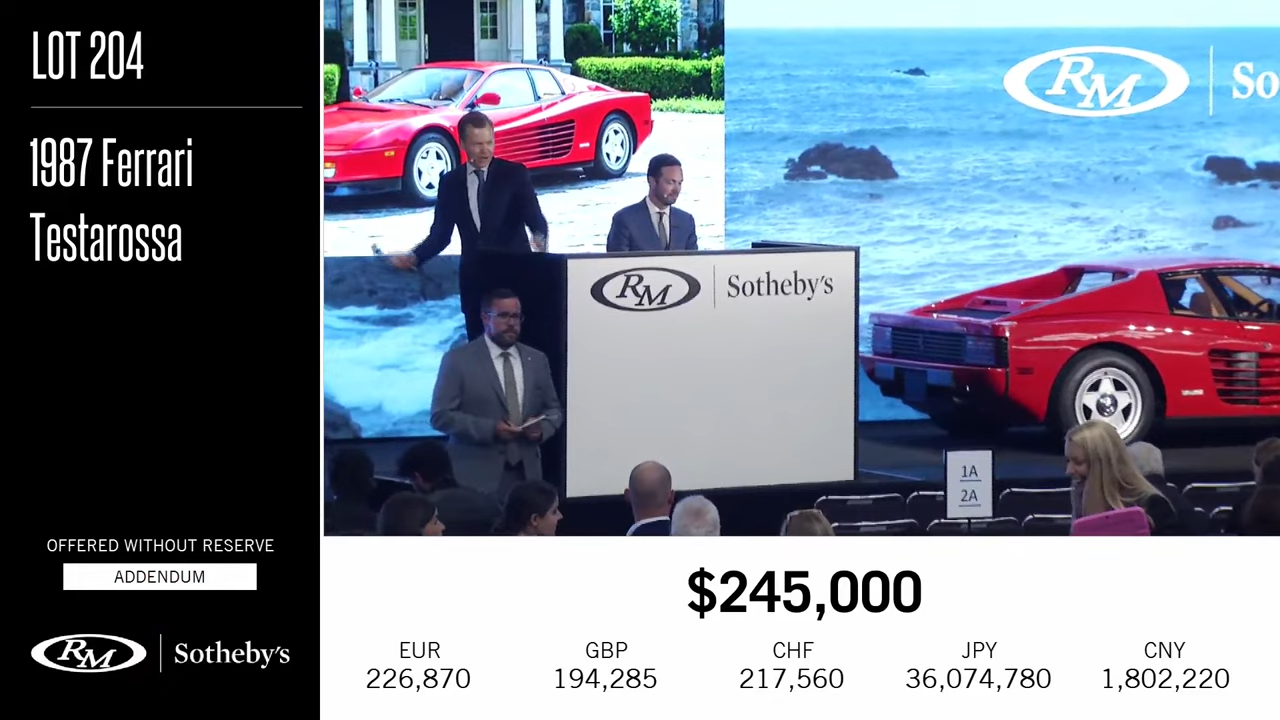 LOT 204
1987 Ferrari
Testarossa
OFFERED WITHOUT RESERVE
ADDENDUM
RM | Sotheby's
RM | So
RM | Sotheby's
1A
2A
$245,000
EUR GBP CHF JPY CNY
226,870 194,285 217,560 36,074,780 1,802,220